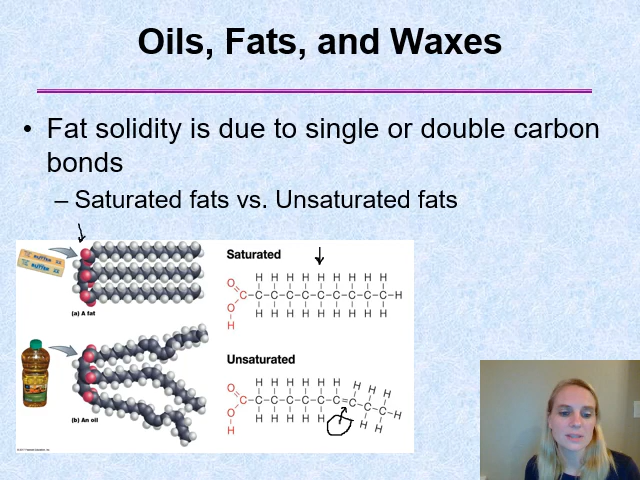 Oils, Fats, and Waxes
• Fat solidity is due to single or double carbon
bonds
– Saturated fats vs. Unsaturated fats
(a) A fat
(b) An oil
Saturated
H H H H H H H H H
O
C–C–C–C–C–C–C–C–C–C–H
O
H H H H H H H H H
H
Unsaturated
H H H H H H H H
O
C–C–C–C–C–C–C=C–C–C–H
O
H H H H H H H
H